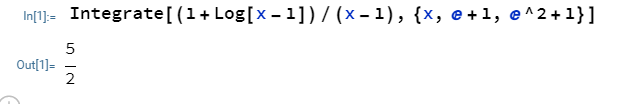 In[1]:= Integrate[(1+Log[x-1])/(x-1), {x, e+1, e^2+1}]
Out[1]= 5/2